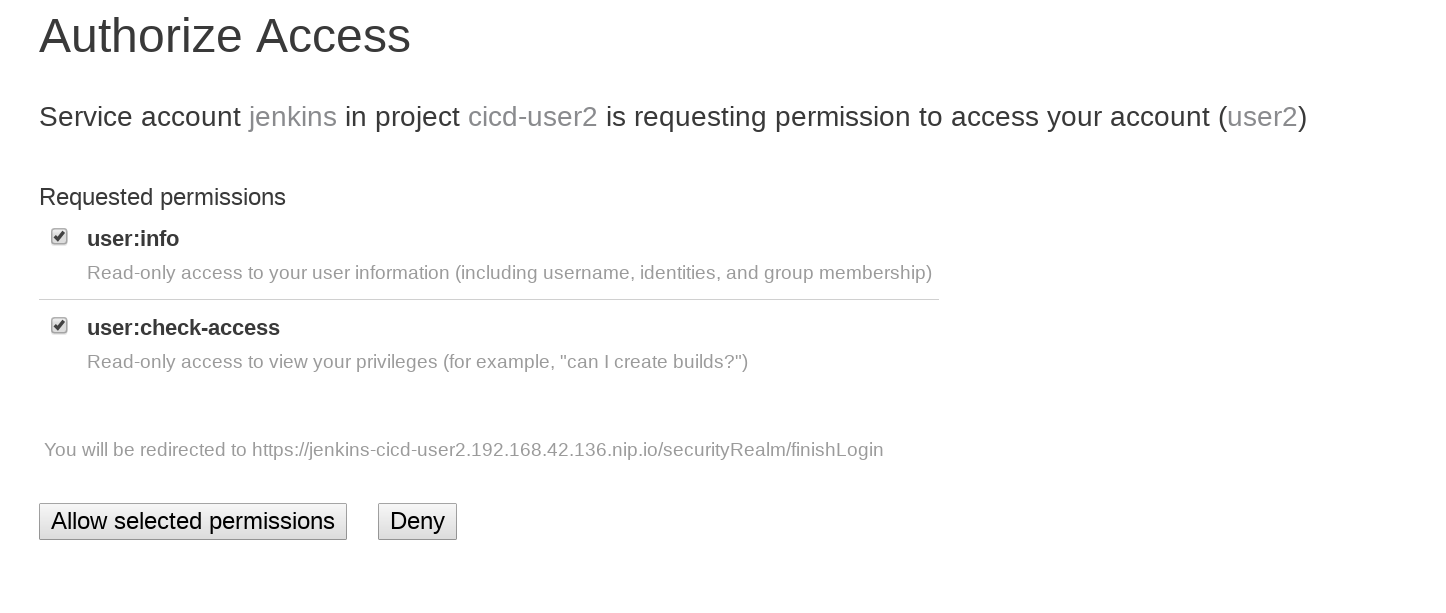 Authorize Access
Service account jenkins in project cicd-user2 is requesting permission to access your account (user2)
Requested permissions
user:info
Read-only access to your user information (including username, identities, and group membership)
user:check-access
Read-only access to view your privileges (for example, "can I create builds?")
You will be redirected to https://jenkins-cicd-user2.192.168.42.136.nip.io/securityRealm/finishLogin
Allow selected permissions Deny